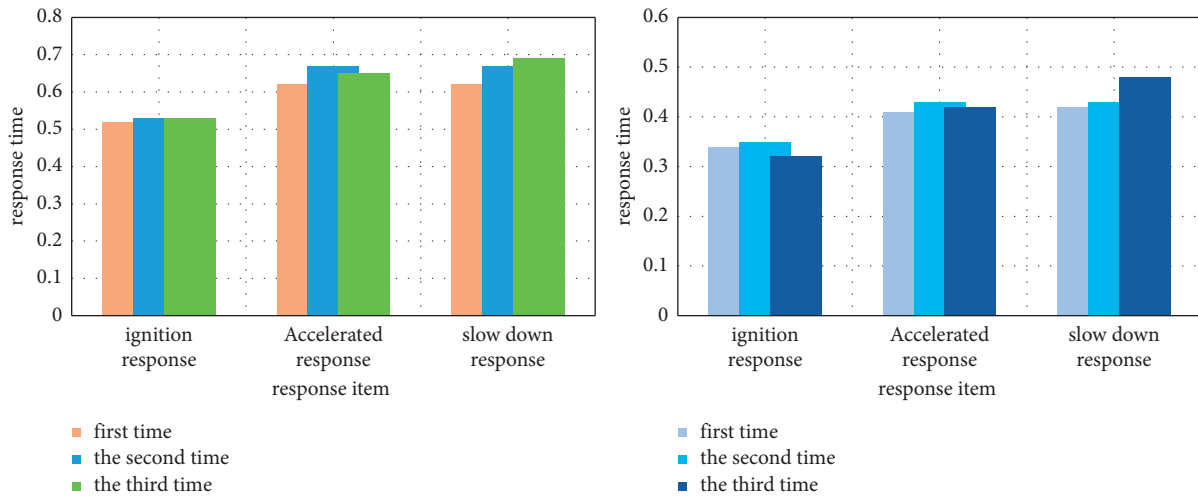 0.8
0.7
0.6
0.5
0.4
0.3
0.2
0.1
0
response time
ignition
response
Accelerated
response
slow down
response
response item
first time
the second time
the third time
0.6
0.5
0.4
0.3
0.2
0.1
0
response time
ignition
response
Accelerated
response
slow down
response
response item
first time
the second time
the third time